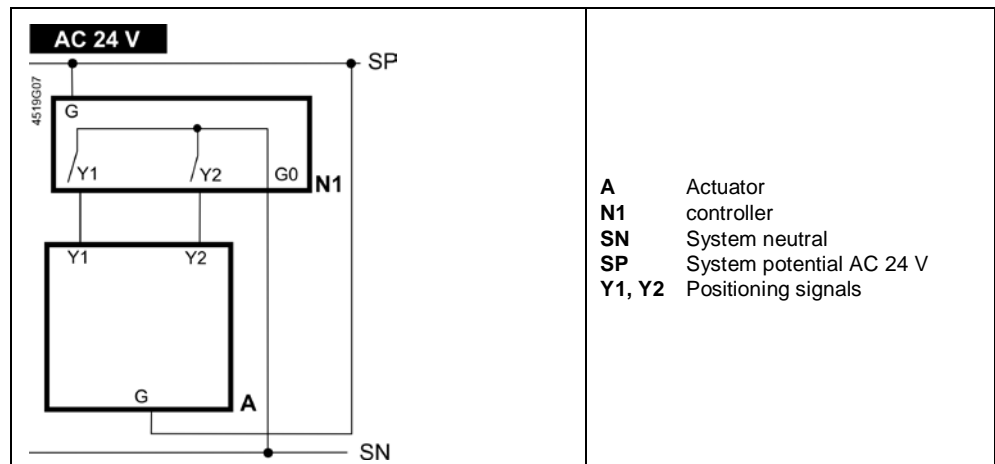 AC 24 V
SP
4519G07
G
Y1 Y2 G0 N1
Y1 Y2
G A
SN
A Actuator
N1 controller
SN System neutral
SP System potential AC 24 V
Y1, Y2 Positioning signals